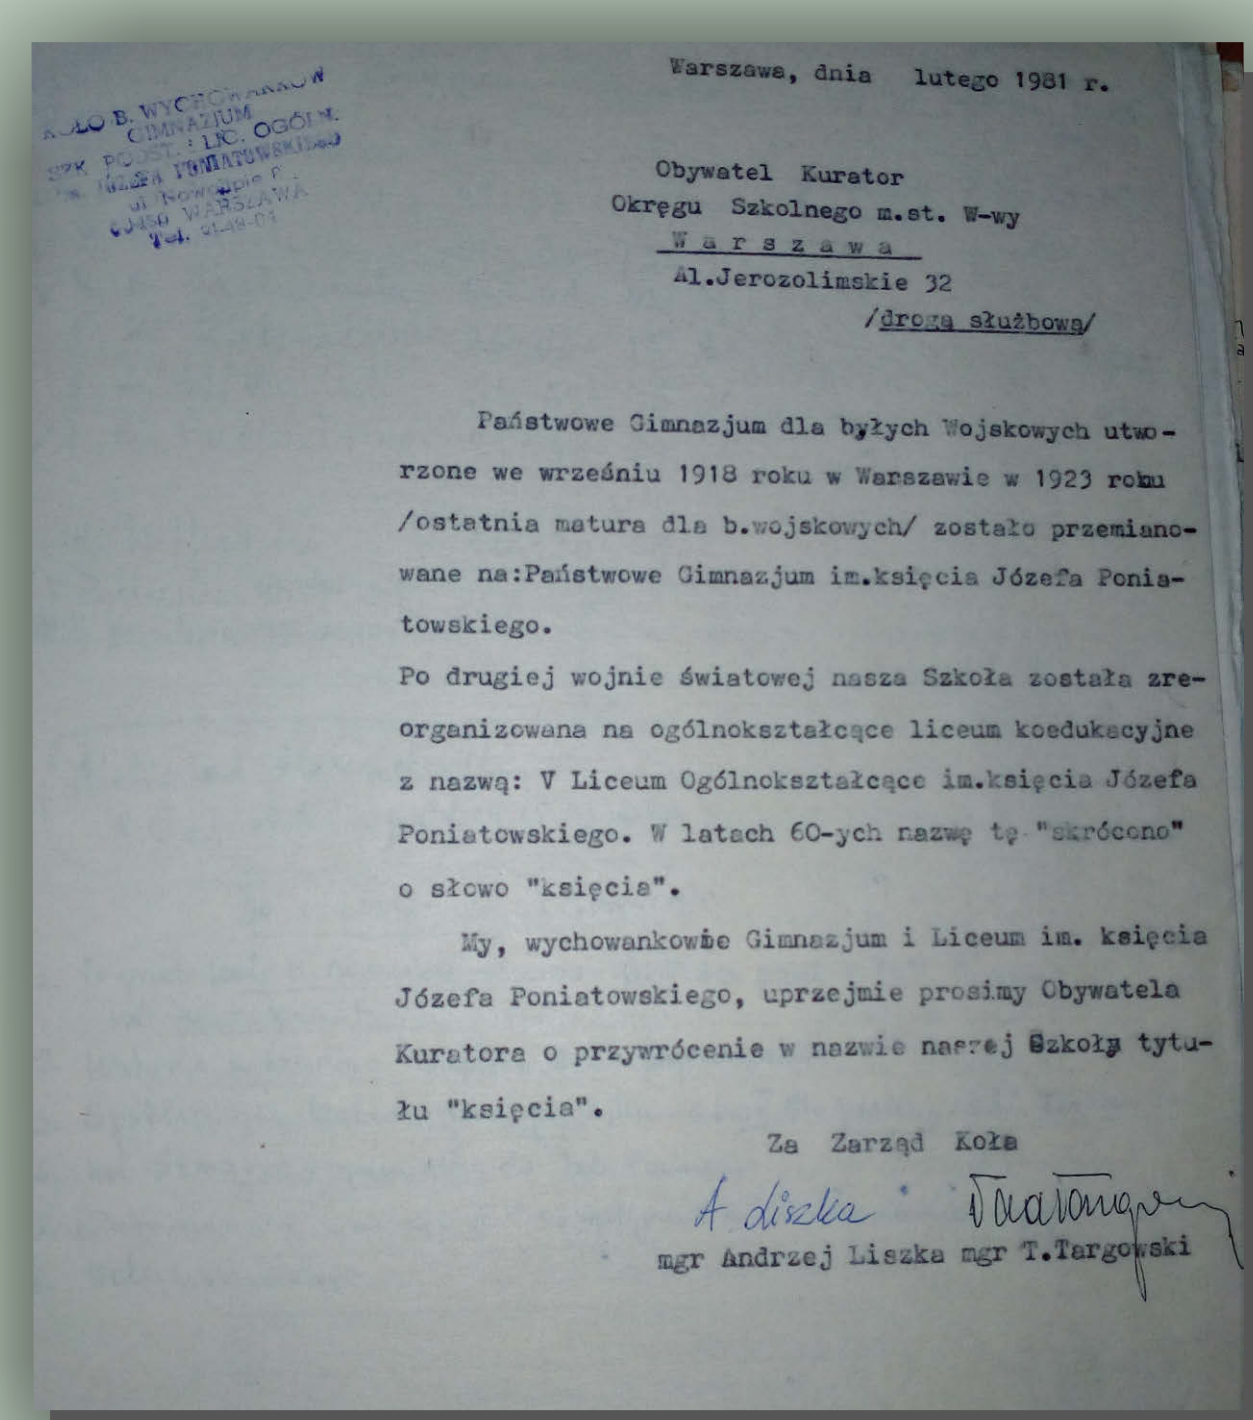 KOŁO B. WYCHOWANKÓW
GIMNAZJUM
SZK. PODST. i LIC. OGÓLN.
JÓZEFA PONIATOWSKIEGO
ul. Nowolipie
WARSZAWA
Tel.
Warszawa, dnia lutego 1981 r.
Obywatel Kurator
Okręgu Szkolnego m.st. W-wy
W a r s z a w a
Al.Jerozolimskie 32
/drogą służbową/
Państwowe Gimnazjum dla byłych Wojskowych utwo-
rzone we wrześniu 1918 roku w Warszawie w 1923 roku
/ostatnia matura dla b.wojskowych/ zostało przemiano-
wane na:Państwowe Gimnazjum im.księcia Józefa Ponia-
towskiego.
Po drugiej wojnie światowej nasza Szkoła została zre-
organizowana na ogólnokształcące liceum koedukacyjne
z nazwą: V Liceum Ogólnokształcące im.księcia Józefa
Poniatowskiego. W latach 60-ych nazwę tę "skrócono"
o słowo "księcia".
My, wychowankowie Gimnazjum i Liceum im. księcia
Józefa Poniatowskiego, uprzejmie prosimy Obywatela
Kuratora o przywrócenie w nazwie naszej Szkoły tytu-
łu "księcia".
Za Zarząd Koła
A Liszka
mgr Andrzej Liszka mgr T.Targowski